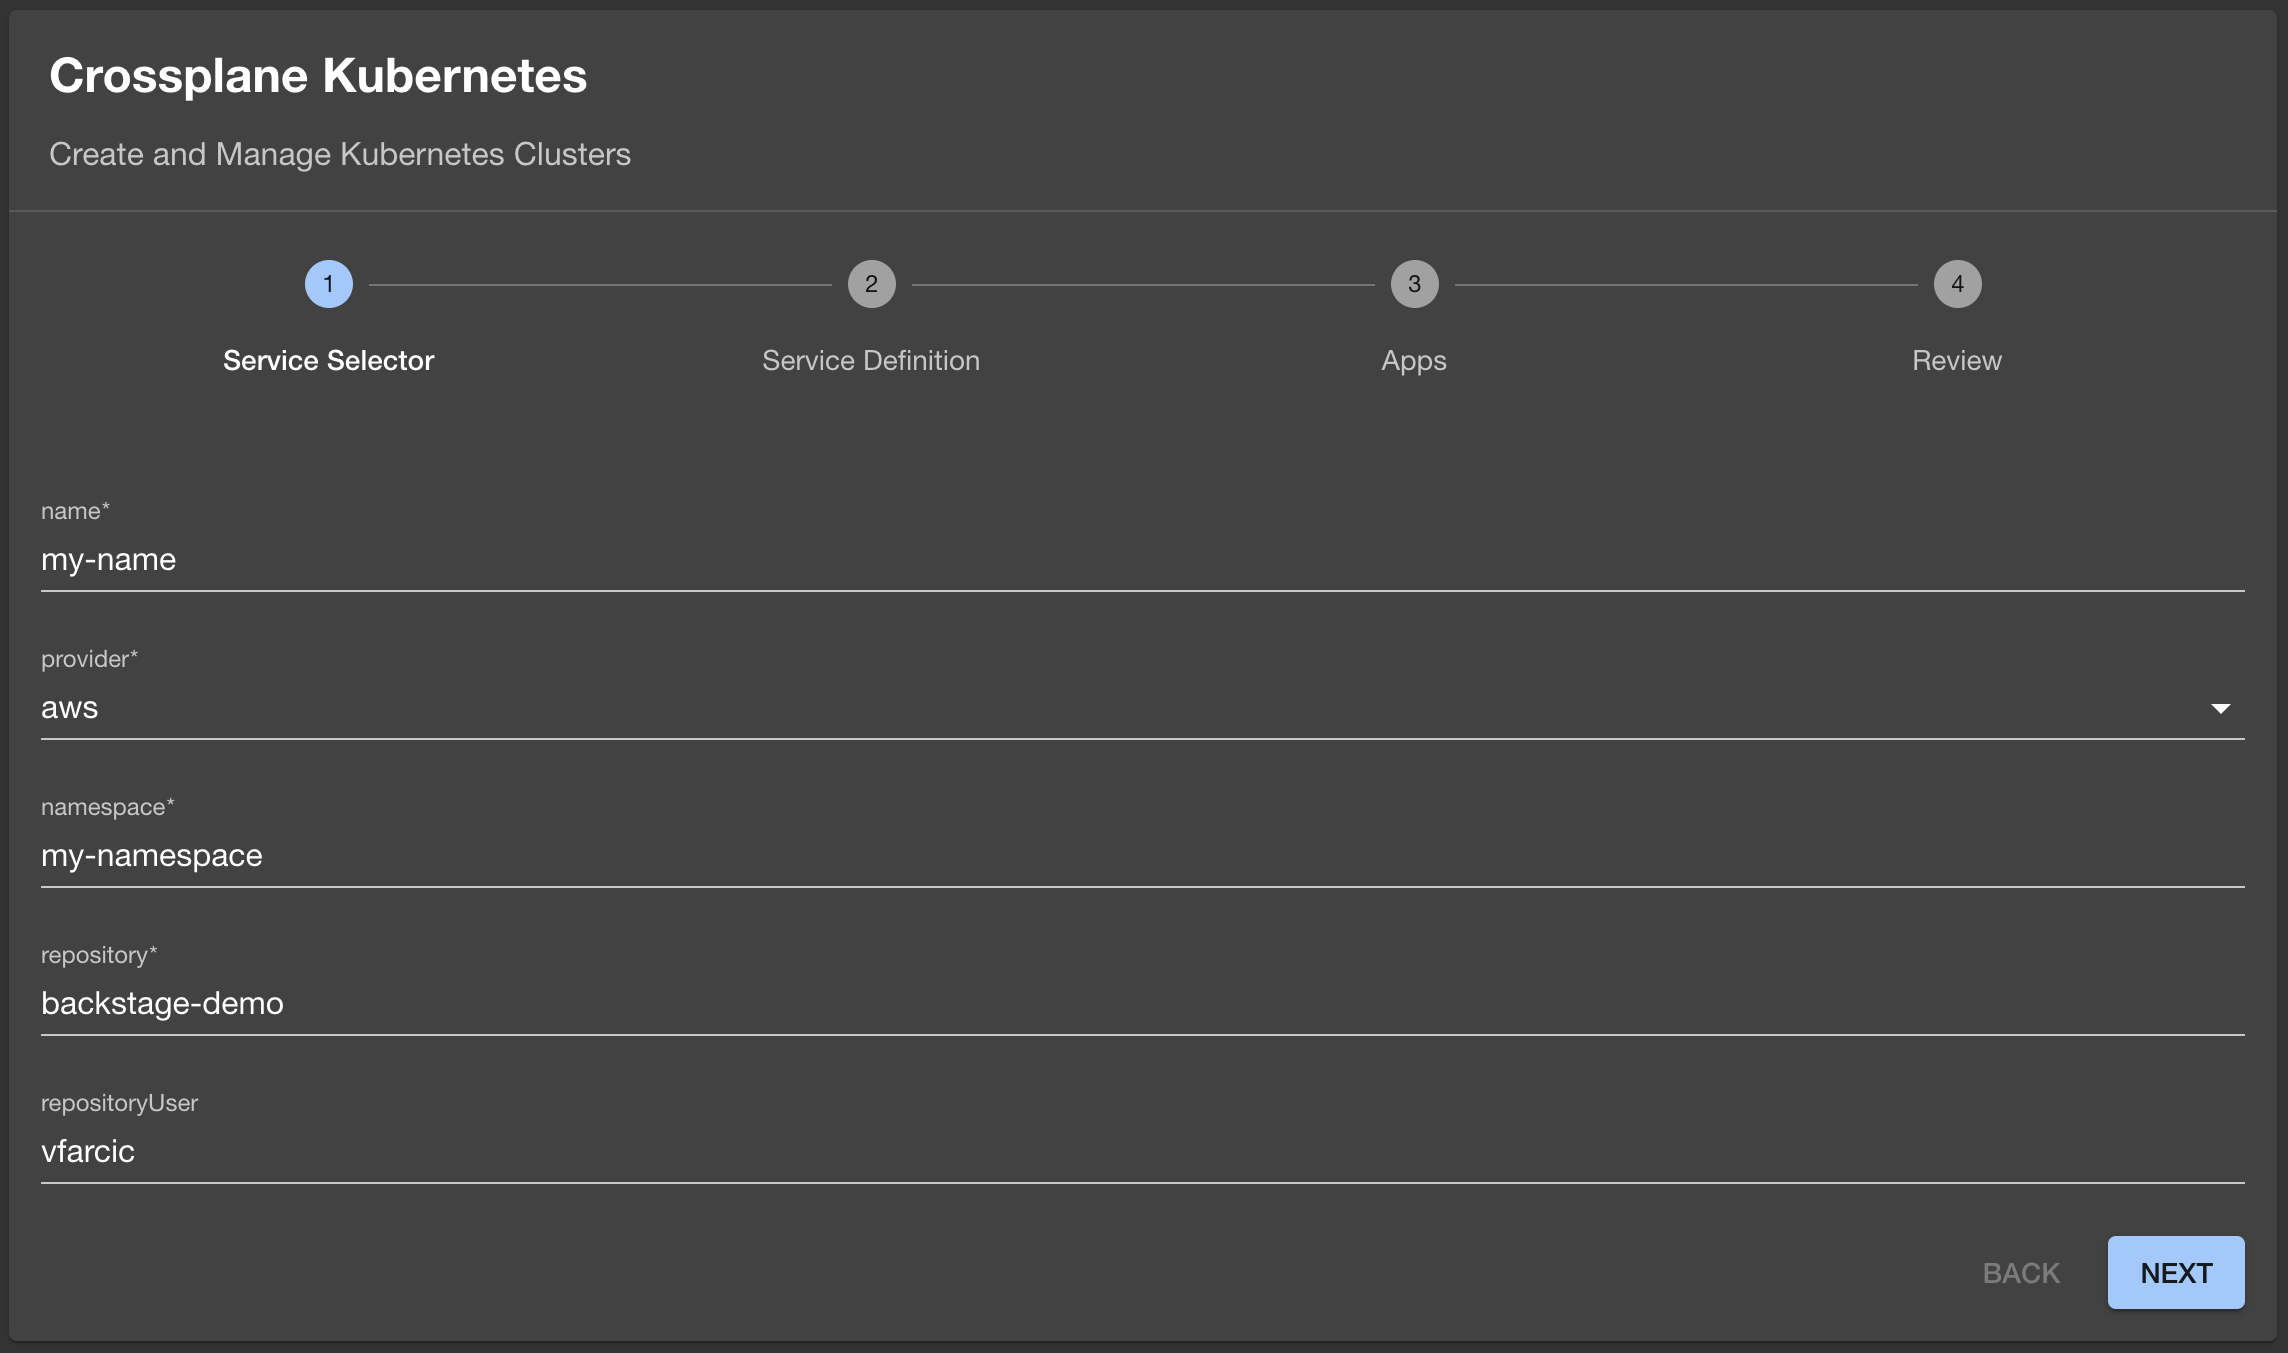 Crossplane Kubernetes
Create and Manage Kubernetes Clusters
1 2 3 4
Service Selector Service Definition Apps Review
name*
my-name
provider*
aws
namespace*
my-namespace
repository*
backstage-demo
repositoryUser
vfarcic
BACK NEXT